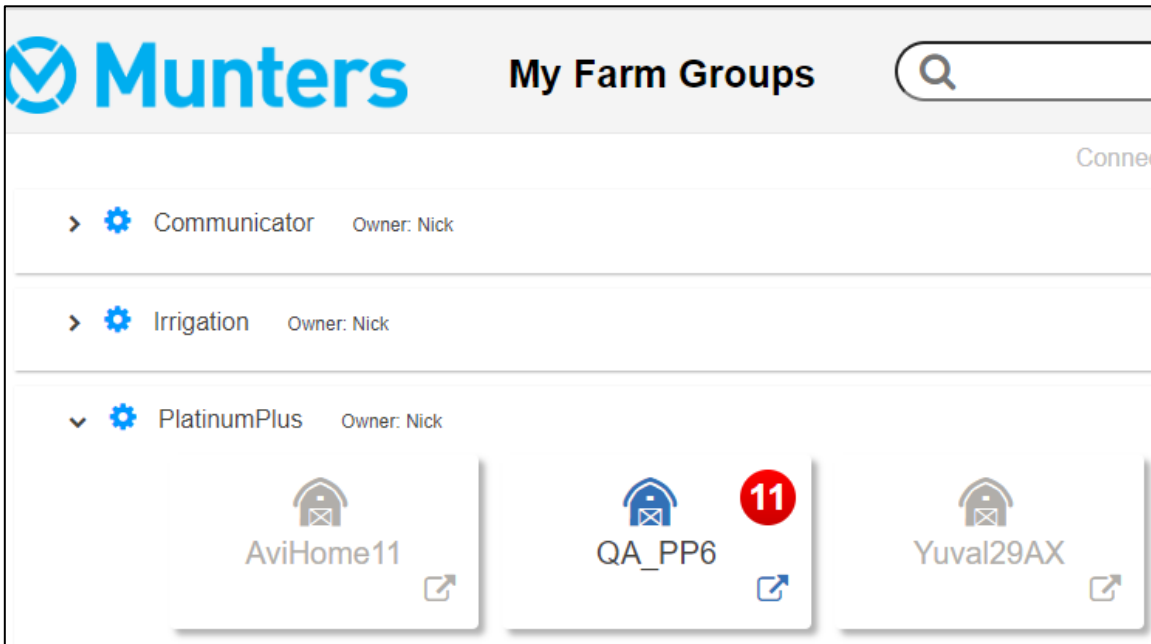 Munters My Farm Groups
Communicator Owner: Nick
Irrigation Owner: Nick
PlatinumPlus Owner: Nick
11
AviHome11 QA_PP6 Yuval29AX